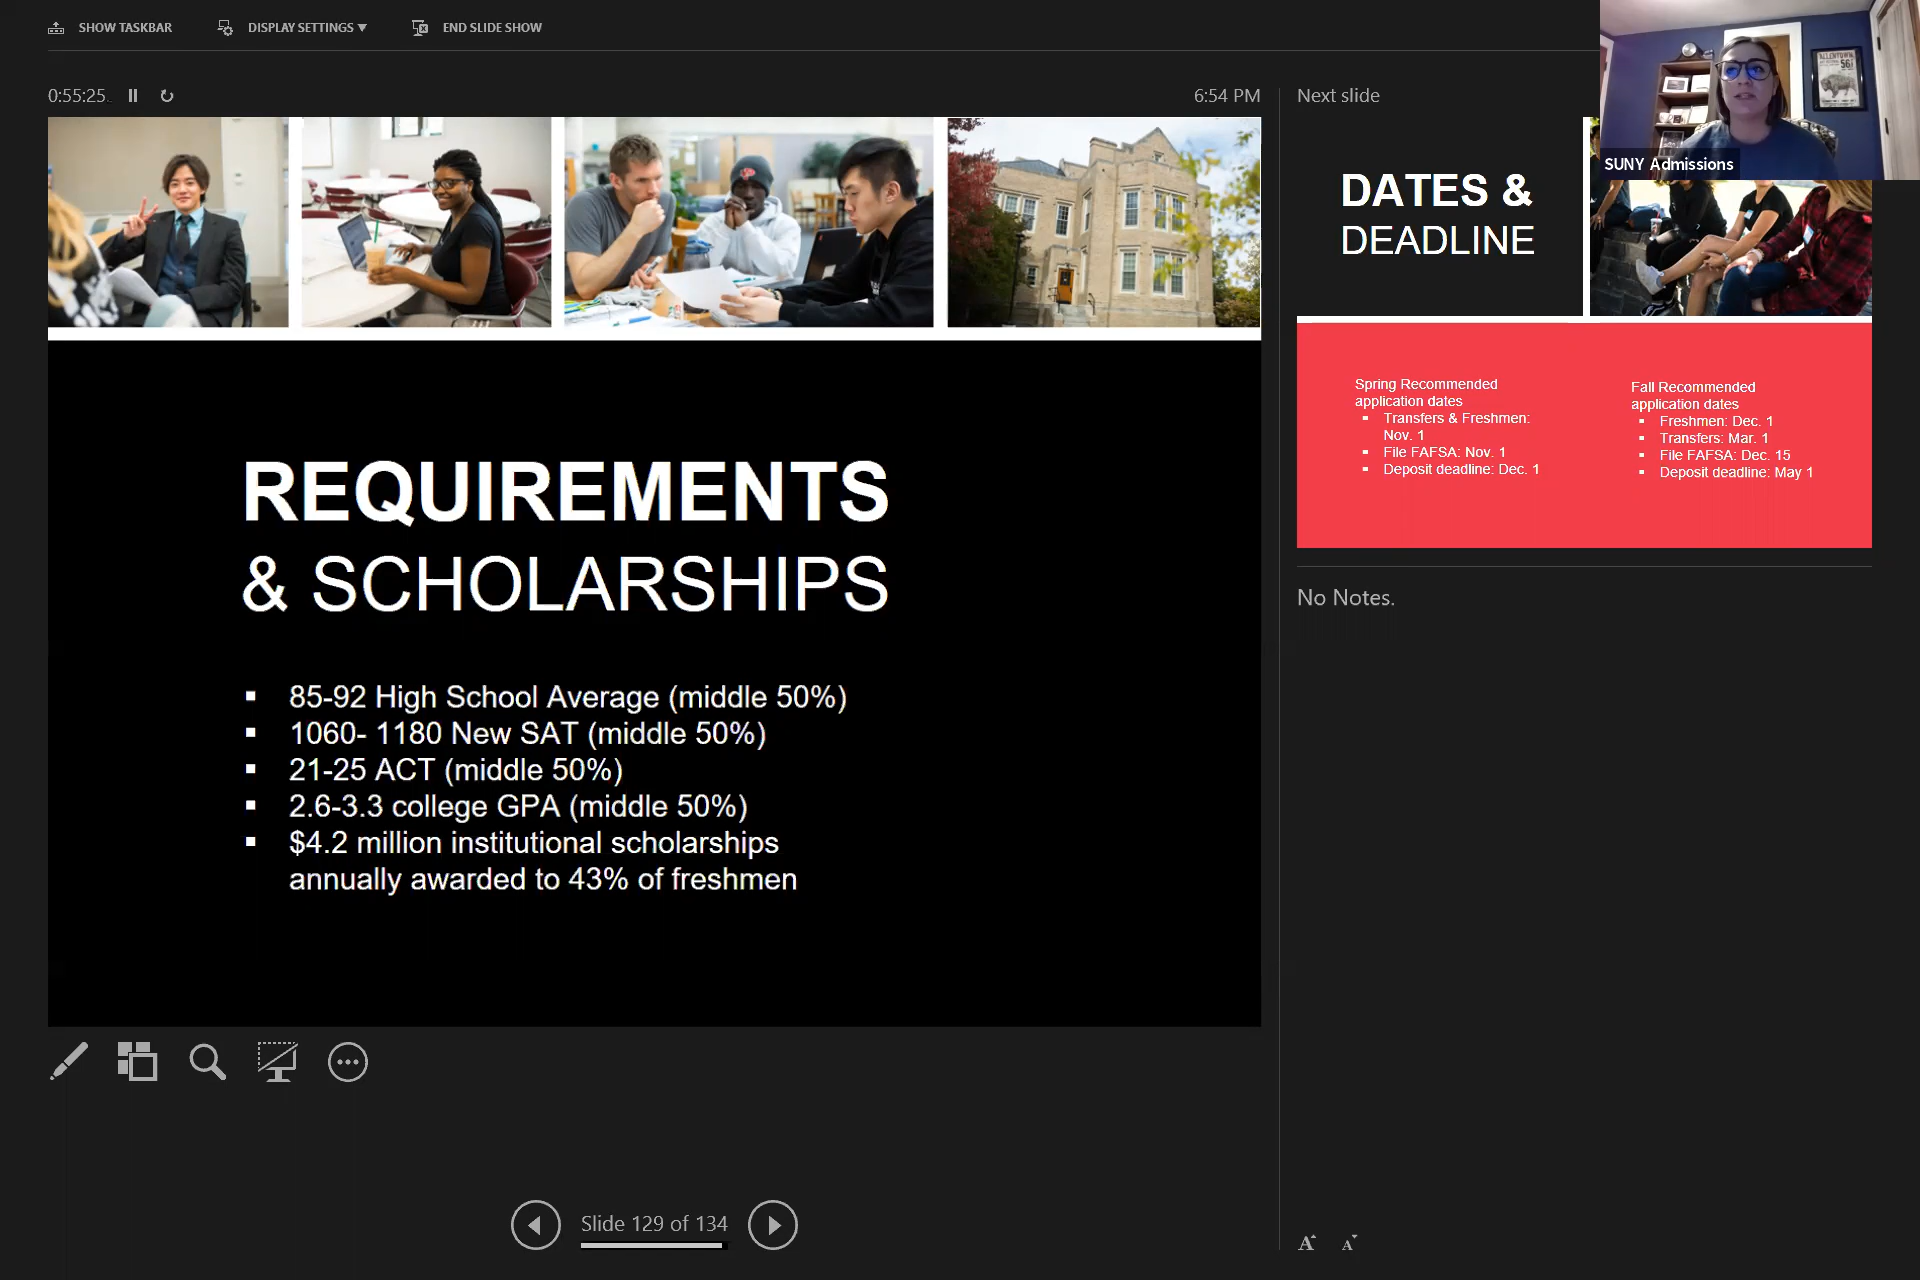 SHOW TASKBAR
DISPLAY SETTINGS
END SLIDE SHOW
0:55:25
6:54 PM
Next slide
SUNY Admissions
REQUIREMENTS
& SCHOLARSHIPS
▪ 85-92 High School Average (middle 50%)
▪ 1060- 1180 New SAT (middle 50%)
▪ 21-25 ACT (middle 50%)
▪ 2.6-3.3 college GPA (middle 50%)
▪ $4.2 million institutional scholarships
annually awarded to 43% of freshmen
DATES &
DEADLINE
Spring Recommended
application dates
▪ Transfers & Freshmen:
Nov. 1
▪ File FAFSA: Nov. 1
▪ Deposit deadline: Dec. 1
Fall Recommended
application dates
▪ Freshmen: Dec. 1
▪ Transfers: Mar. 1
▪ File FAFSA: Dec. 15
▪ Deposit deadline: May 1
No Notes.
Slide 129 of 134
A A